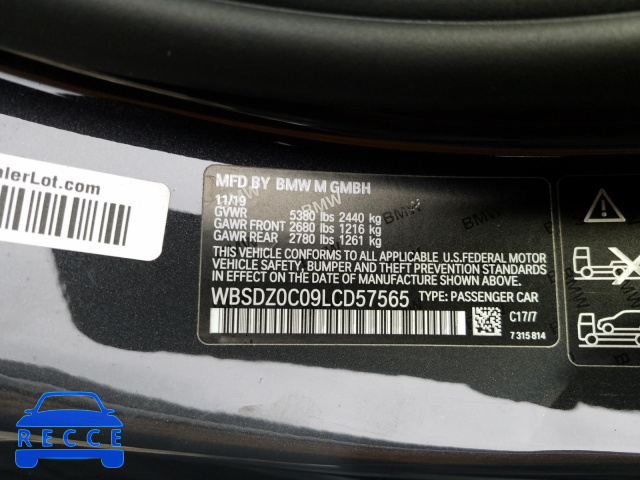 alerLot.com
MFD BY BMW M GMBH
11/19
GVWR 5380 lbs 2440 kg
GAWR FRONT 2680 lbs 1216 kg
GAWR REAR 2780 lbs 1261 kg
THIS VEHICLE CONFORMS TO ALL APPLICABLE U.S.FEDERAL MOTOR
VEHICLE SAFETY, BUMPER AND THEFT PREVENTION STANDARDS
IN EFFECT ON THE DATE OF MANUFACTURE SHOWN ABOVE.
WBSDZ0C09LCD57565 TYPE: PASSENGER CAR
C17/7
7 315 814
RECCE